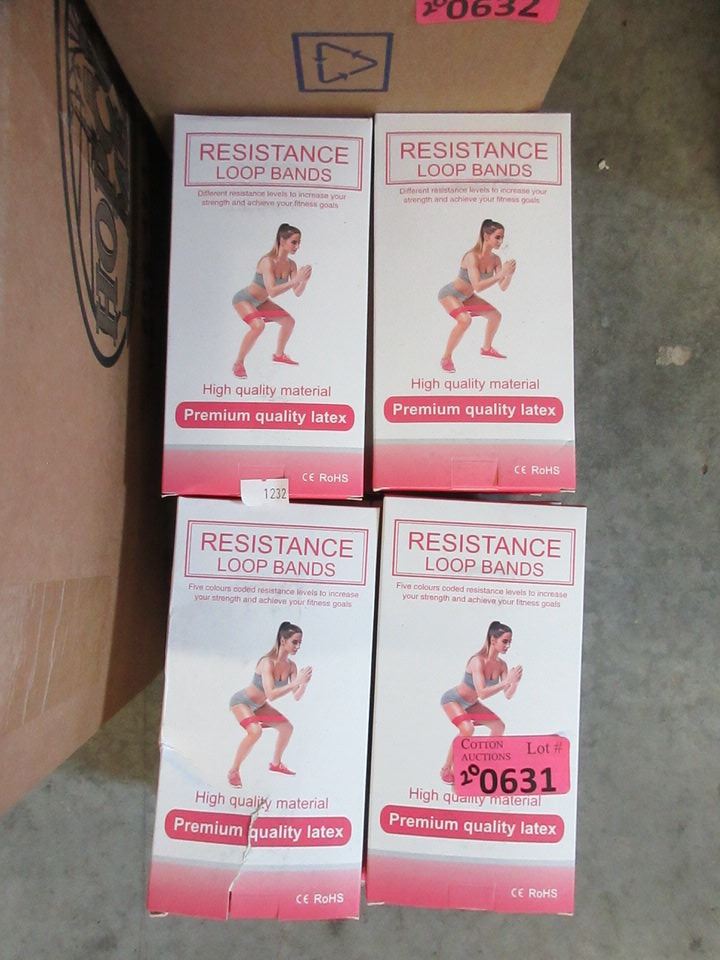 200632
HOP
RESISTANCE
LOOP BANDS
Different resistance levels to increase your
strength and achieve your fitness goals
High quality material
Premium quality latex
CE RoHS
1232
RESISTANCE
LOOP BANDS
Different resistance levels to increase your
strength and achieve your fitness goals
High quality material
Premium quality latex
CE RoHS
RESISTANCE
LOOP BANDS
Five colours coded resistance levels to increase
your strength and achieve your fitness goals
High quality material
Premium quality latex
CE RoHS
RESISTANCE
LOOP BANDS
Five colours coded resistance levels to increase
your strength and achieve your fitness goals
COTTON
AUCTIONS
Lot #
200631
High quality material
Premium quality latex
CE RoHS